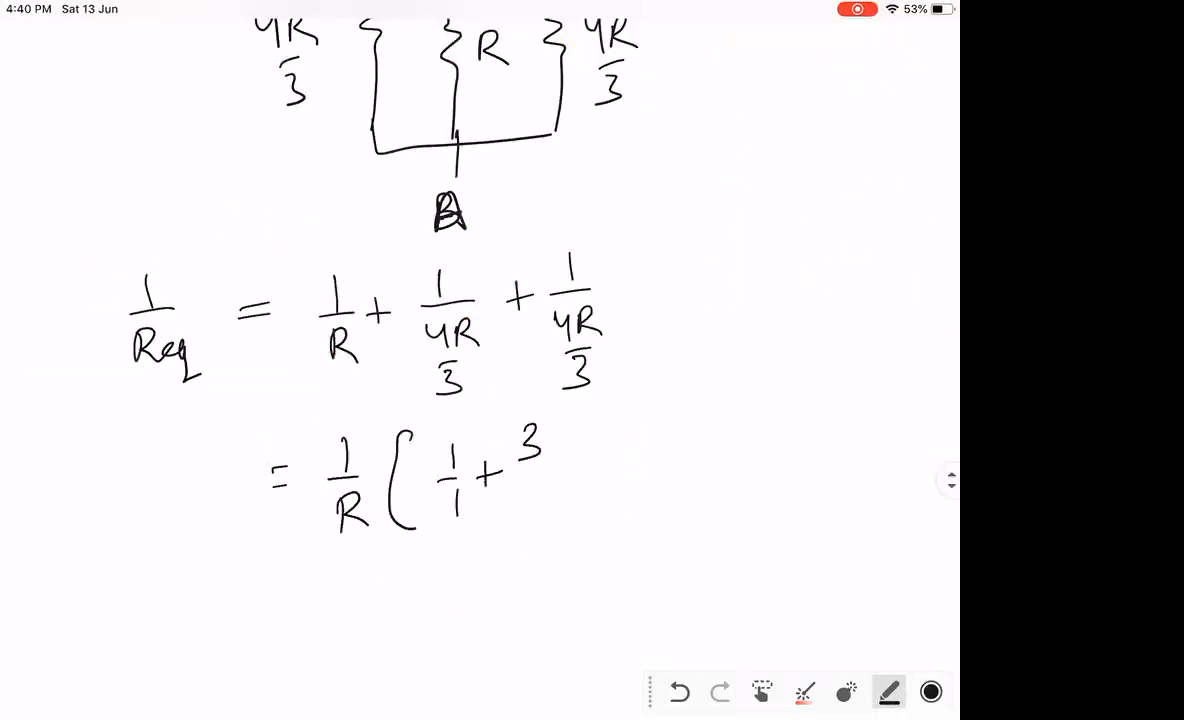 4:40 PM Sat 13 Jun 53%
4R/3 R 4R/3
B
1/Req = 1/R + 1/(4R/3) + 1/(4R/3)
= 1/R ( 1/1 + 3